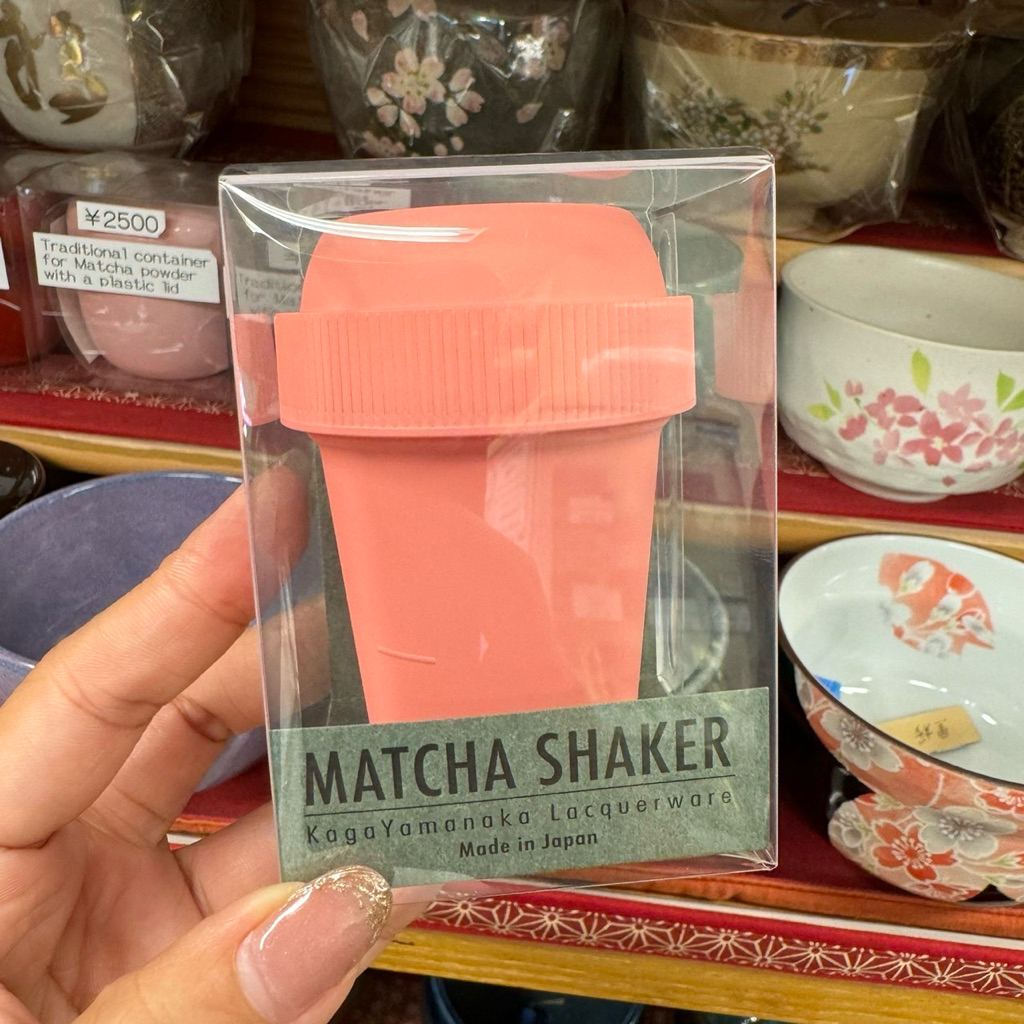 ¥2500
Traditional container
for Matcha powder
with a plastic lid
MATCHA SHAKER
KagaYamanaka Lacquerware
Made in Japan